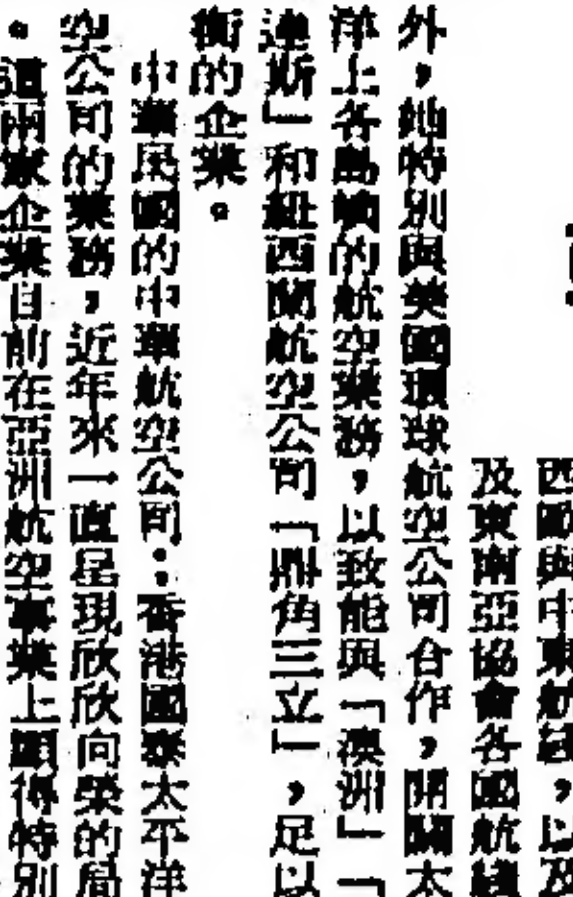 西歐與中東航綫，以及
及東南亞協會各國航綫
外，她特別與美國環球航空公司合作，開闢太
洋上各島嶼的航空業務，以致能與「澳洲」「
達斯」和紐西蘭航空公司「鼎角三立」，足以
衡的企業。
中華民國的中華航空公司：香港國泰太平洋
空公司的業務，近年來一直呈現欣欣向榮的局
。這兩家企業目前在亞洲航空事業上顯得特別